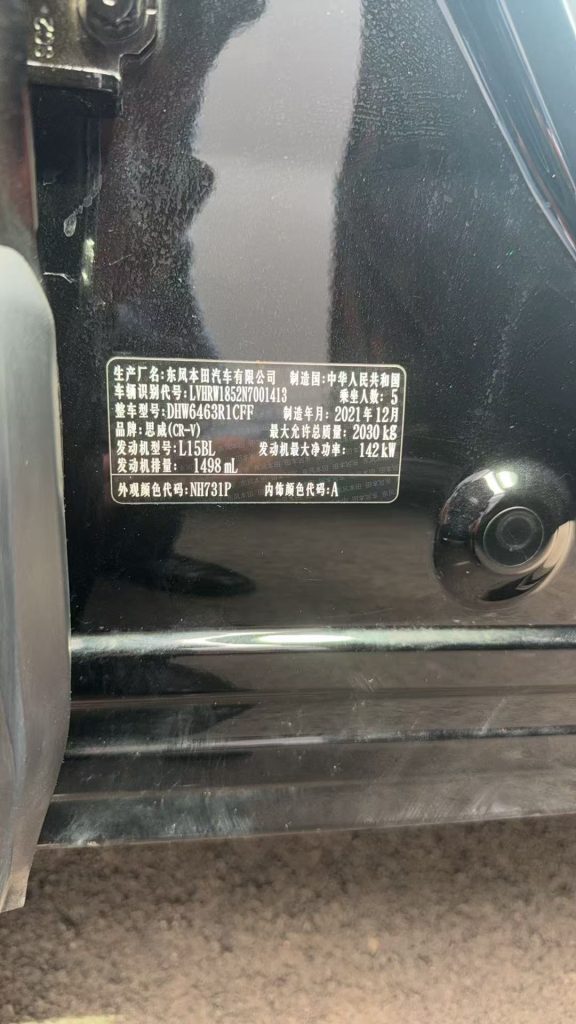 生产厂名:东风本田汽车有限公司 制造国:中华人民共和国
车辆识别代号:LVHRW1852N7001413 乘坐人数: 5
整车型号:DHW6463R1CFF 制造年月: 2021年12月
品牌: 思威(CR-V) 最大允许总质量: 2030 kg
发动机型号: L15BL 发动机最大净功率: 142 kW
发动机排量: 1498 mL
外观颜色代码:NH731P 内饰颜色代码:A